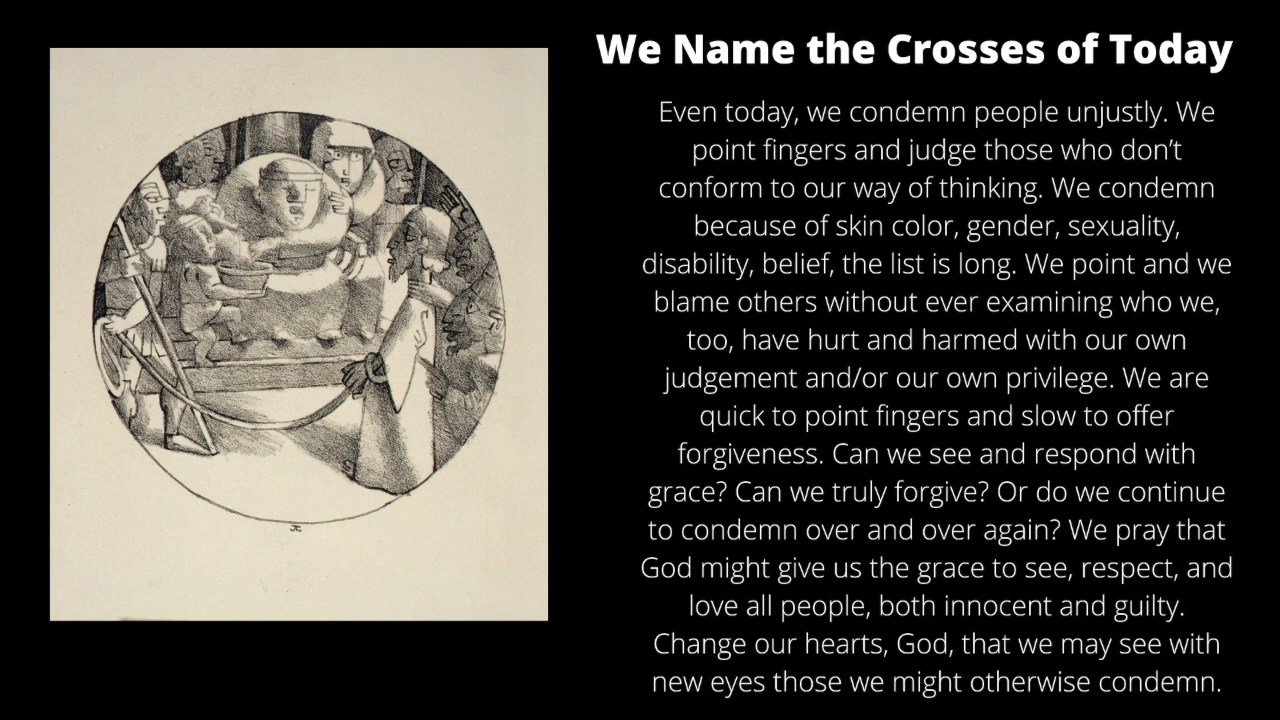 We Name the Crosses of Today
Even today, we condemn people unjustly. We
point fingers and judge those who don’t
conform to our way of thinking. We condemn
because of skin color, gender, sexuality,
disability, belief, the list is long. We point and we
blame others without ever examining who we,
too, have hurt and harmed with our own
judgement and/or our own privilege. We are
quick to point fingers and slow to offer
forgiveness. Can we see and respond with
grace? Can we truly forgive? Or do we continue
to condemn over and over again? We pray that
God might give us the grace to see, respect, and
love all people, both innocent and guilty.
Change our hearts, God, that we may see with
new eyes those we might otherwise condemn.